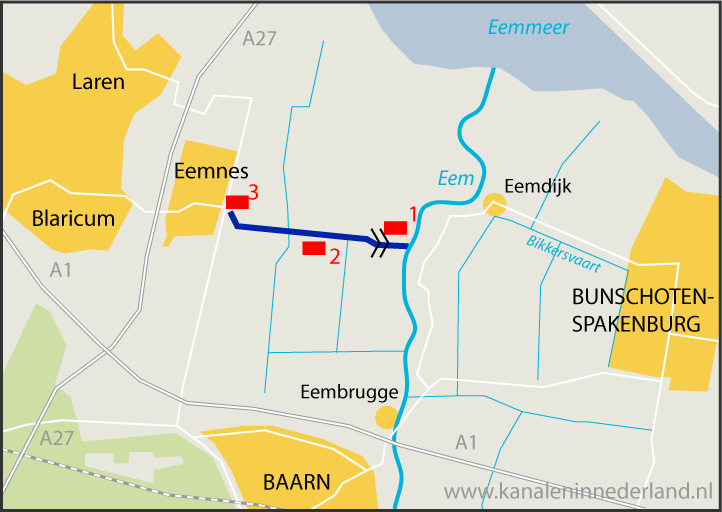 Eemmeer
A27
Laren
Eemnes
Eem
Eemdijk
3
1
Blaricum
2
Bikkersvaart
A1
BUNSCHOTEN-
SPAKENBURG
Eembrugge
A27
A1
BAARN
www.kanaleninnederland.nl